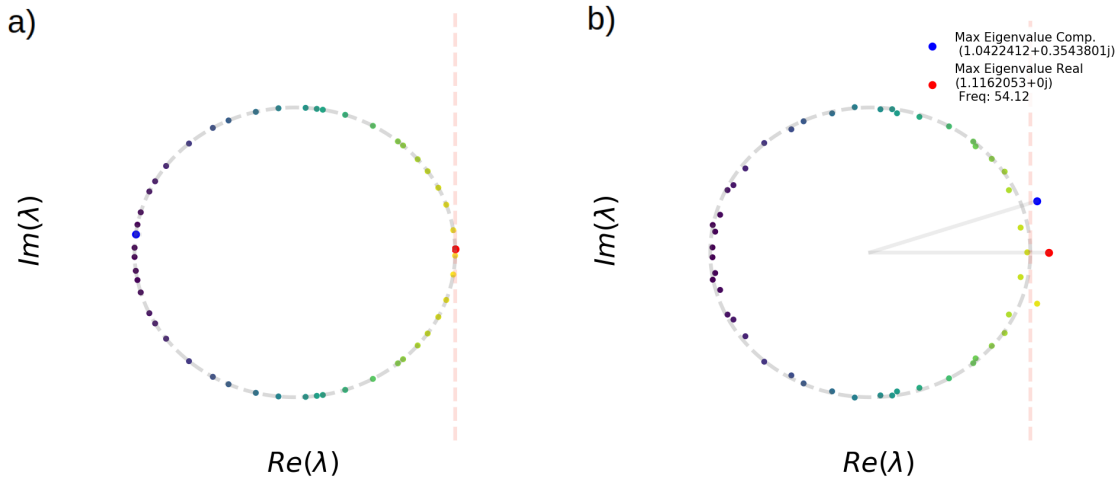 a)
Im(λ)
Re(λ)
b)
Max Eigenvalue Comp.
(1.0422412+0.3543801j)
Max Eigenvalue Real
(1.1162053+0j)
Freq: 54.12
Im(λ)
Re(λ)